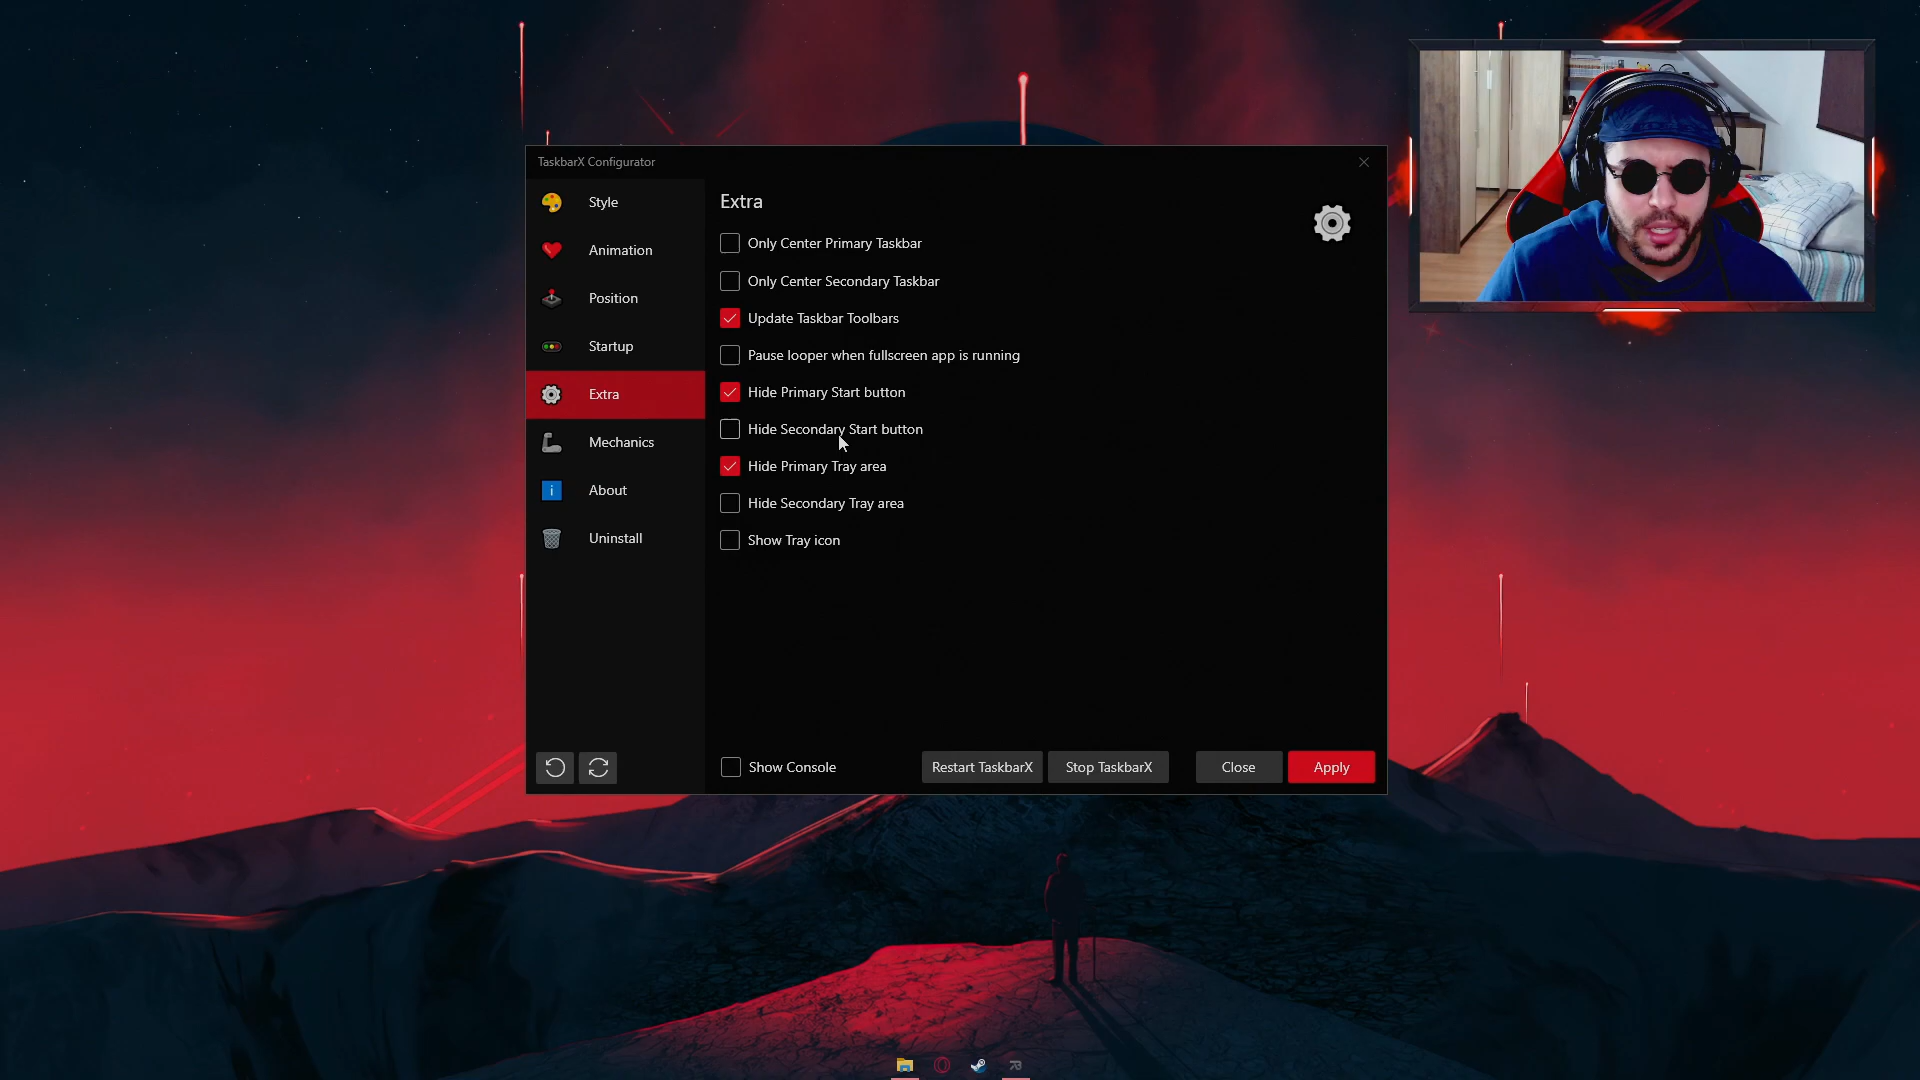 TaskbarX Configurator
Style
Animation
Position
Startup
Extra
Mechanics
About
Uninstall
Extra
Only Center Primary Taskbar
Only Center Secondary Taskbar
Update Taskbar Toolbars
Pause looper when fullscreen app is running
Hide Primary Start button
Hide Secondary Start button
Hide Primary Tray area
Hide Secondary Tray area
Show Tray icon
Show Console
Restart TaskbarX
Stop TaskbarX
Close
Apply